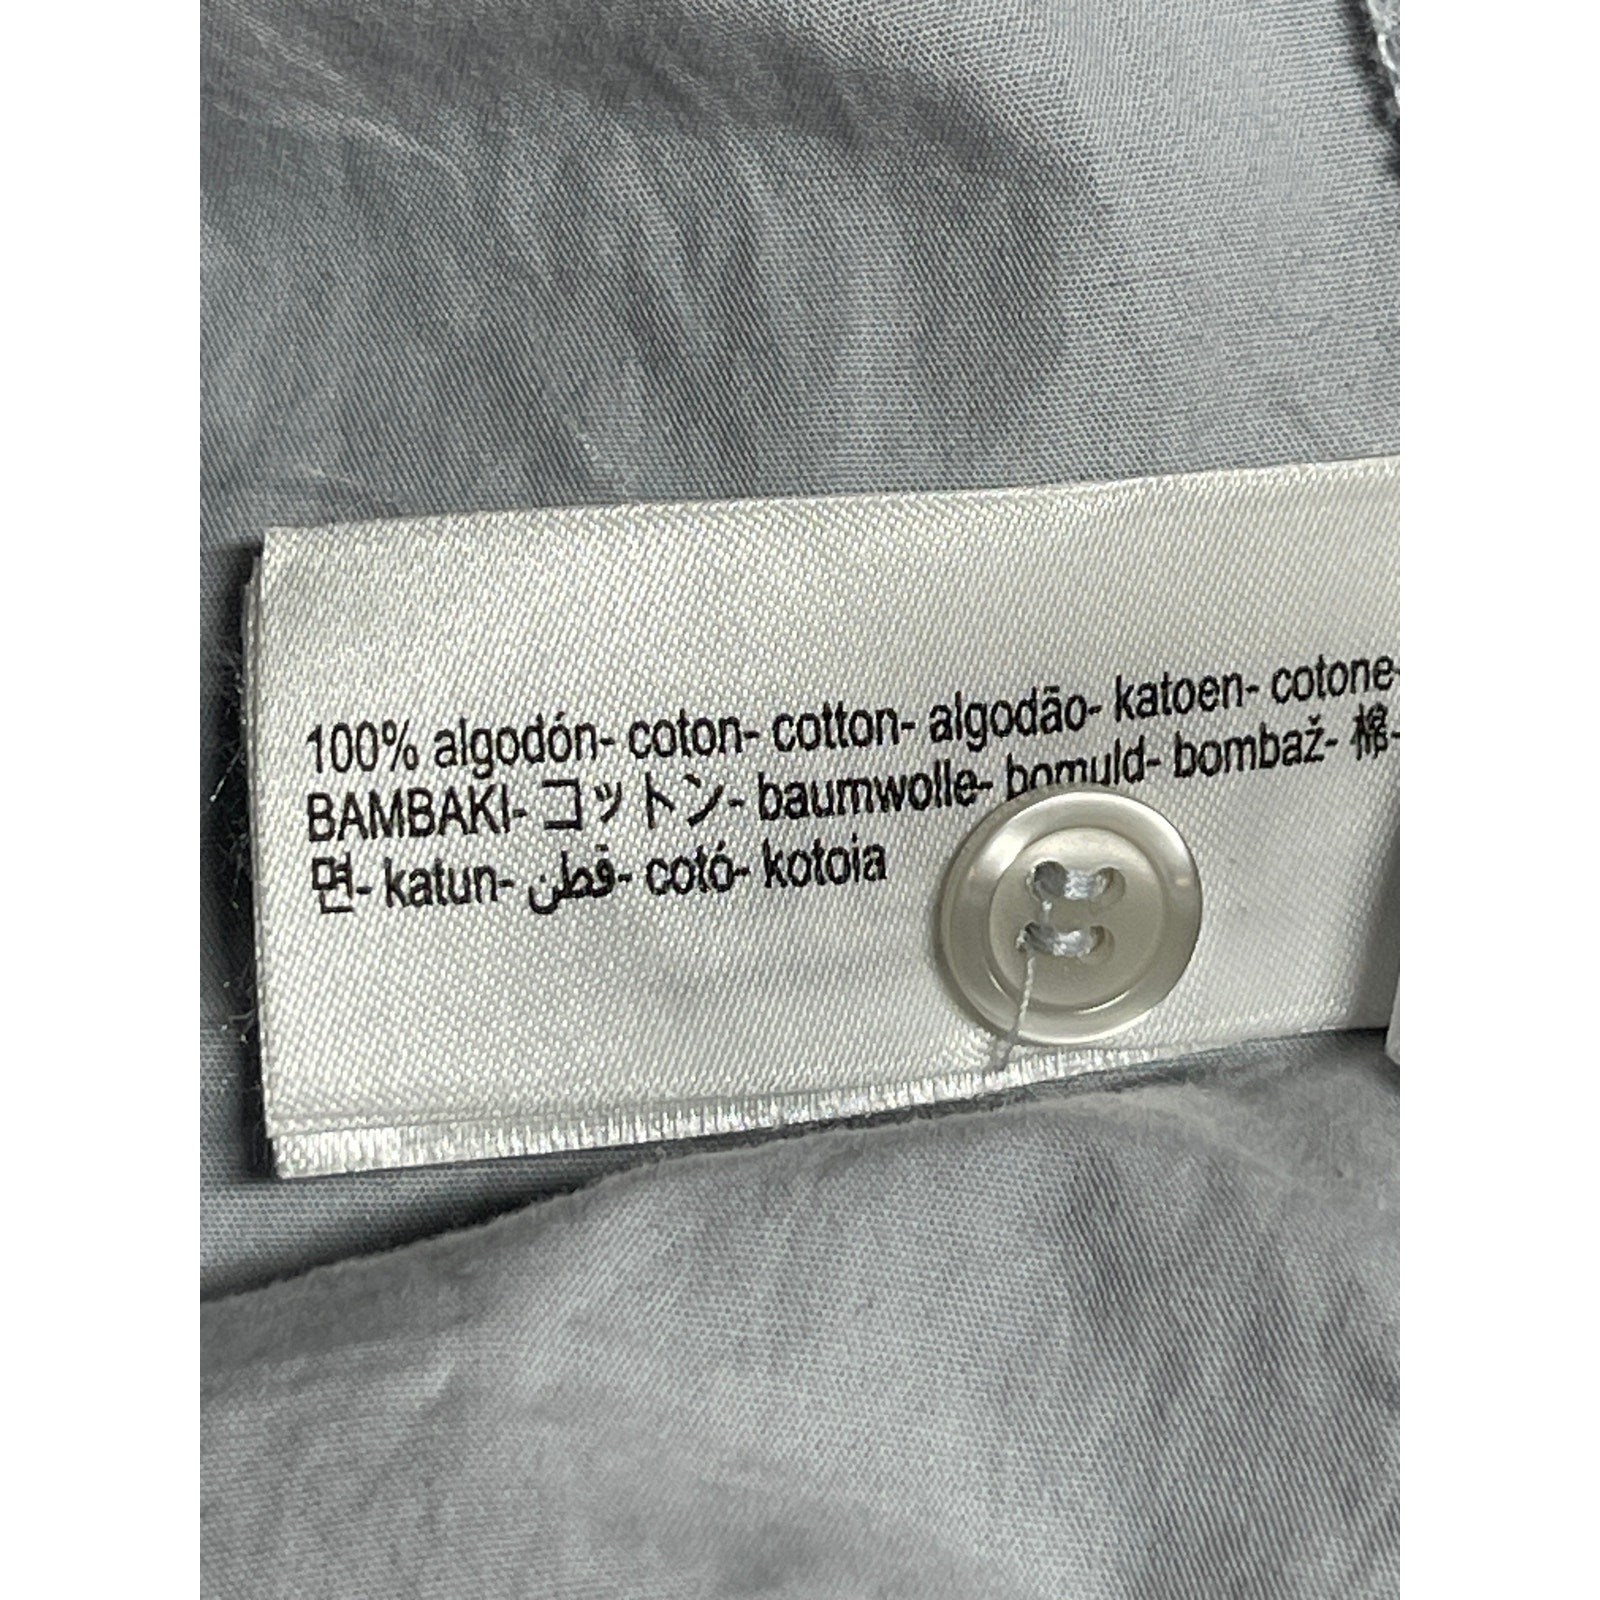 100% algodón- coton- cotton- algodão- katoen- cotone-
BAMBAKI- コットン- baumwolle- bomuld- bombaž- 棉-
면- katun- قطن- cotó- kotoia